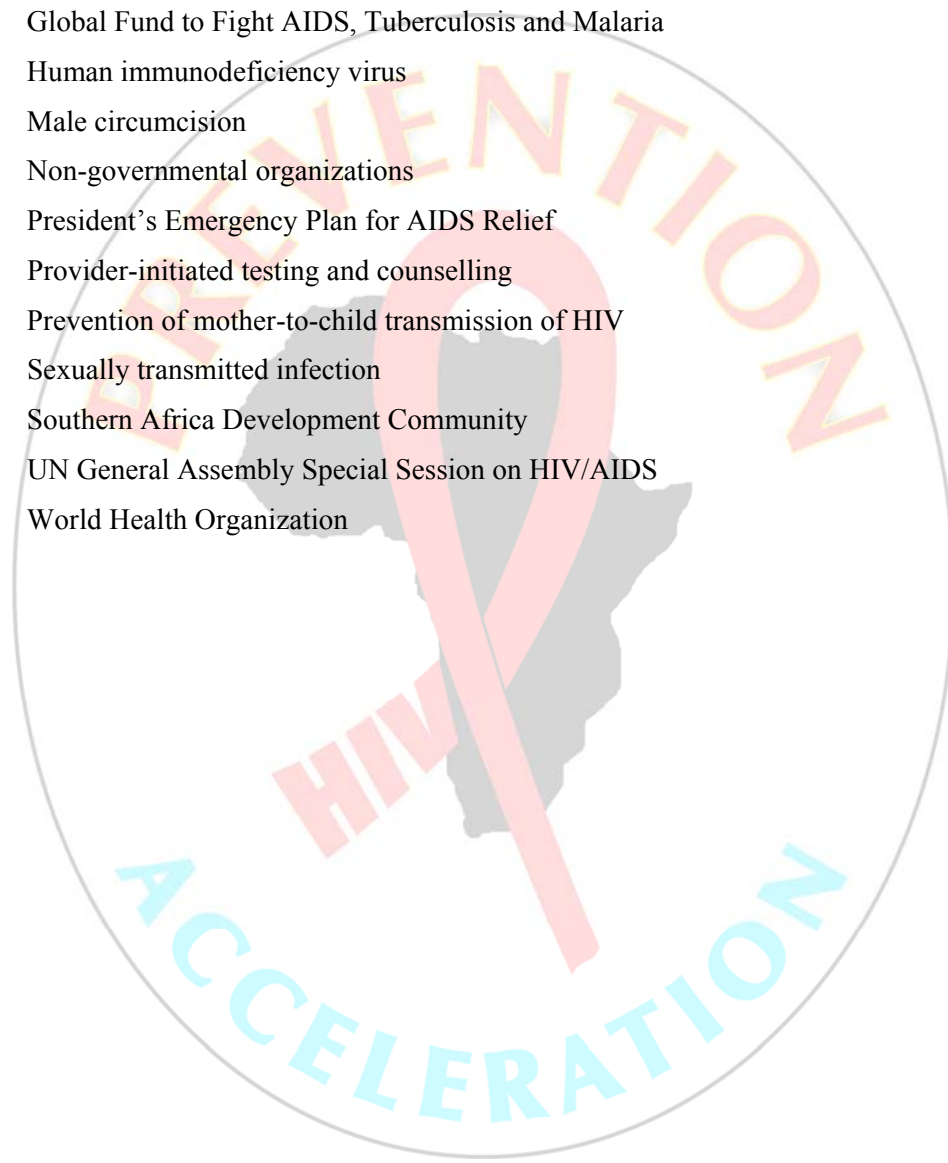 Global Fund to Fight AIDS, Tuberculosis and Malaria
Human immunodeficiency virus
Male circumcision
Non-governmental organizations
President’s Emergency Plan for AIDS Relief
Provider-initiated testing and counselling
Prevention of mother-to-child transmission of HIV
Sexually transmitted infection
Southern Africa Development Community
UN General Assembly Special Session on HIV/AIDS
World Health Organization
PREVENTION
HIV
ACCELERATION